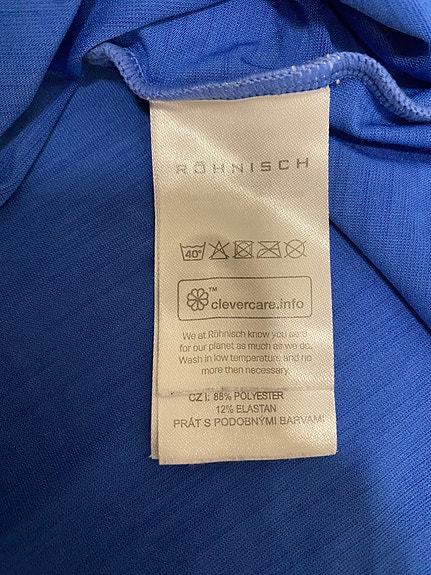 RÖHNISCH
40°
™
clevercare.info
We at Röhnisch know you care
for our planet as much as we do.
Wash in low temperature and no
more then necessary.
CZ I: 88% POLYESTER
12% ELASTAN
PRÁT S PODOBNÝMI BARVAMI